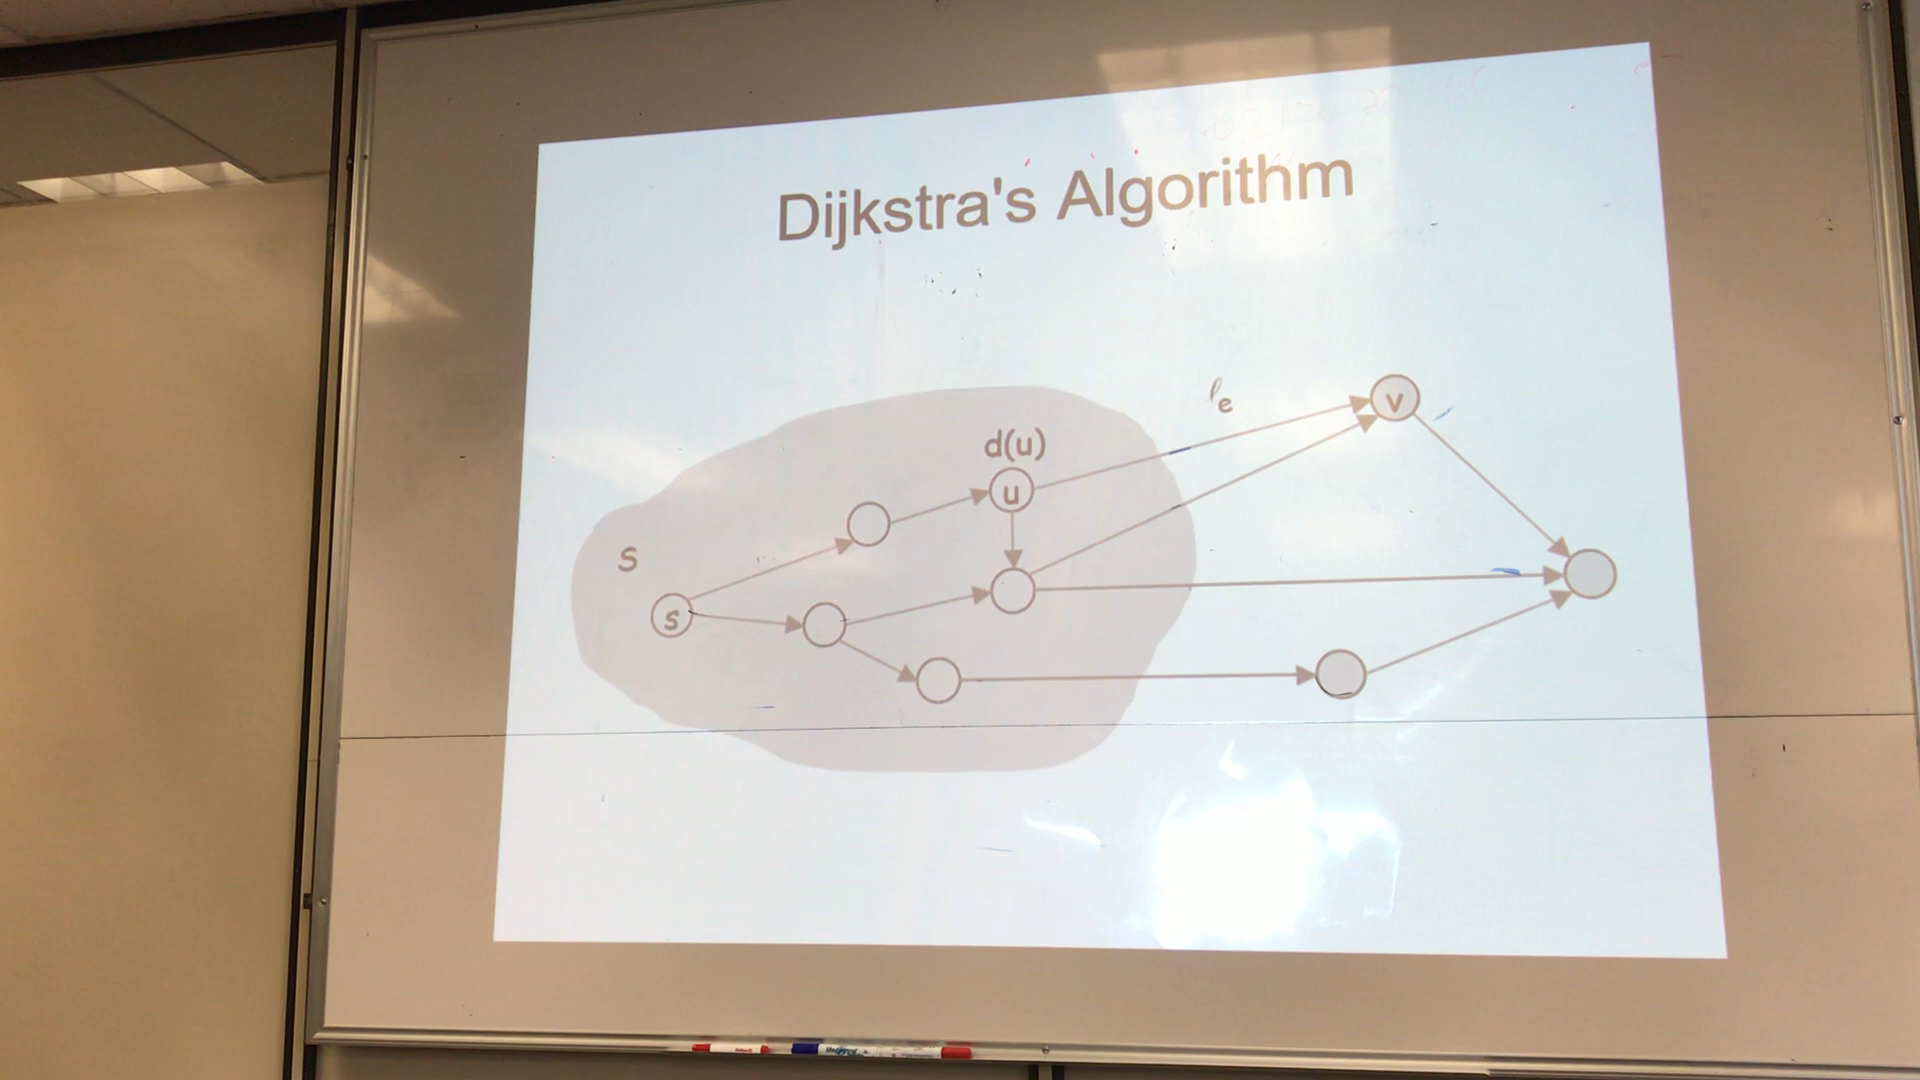 Dijkstra's Algorithm
ℓe
v
d(u)
u
S
s